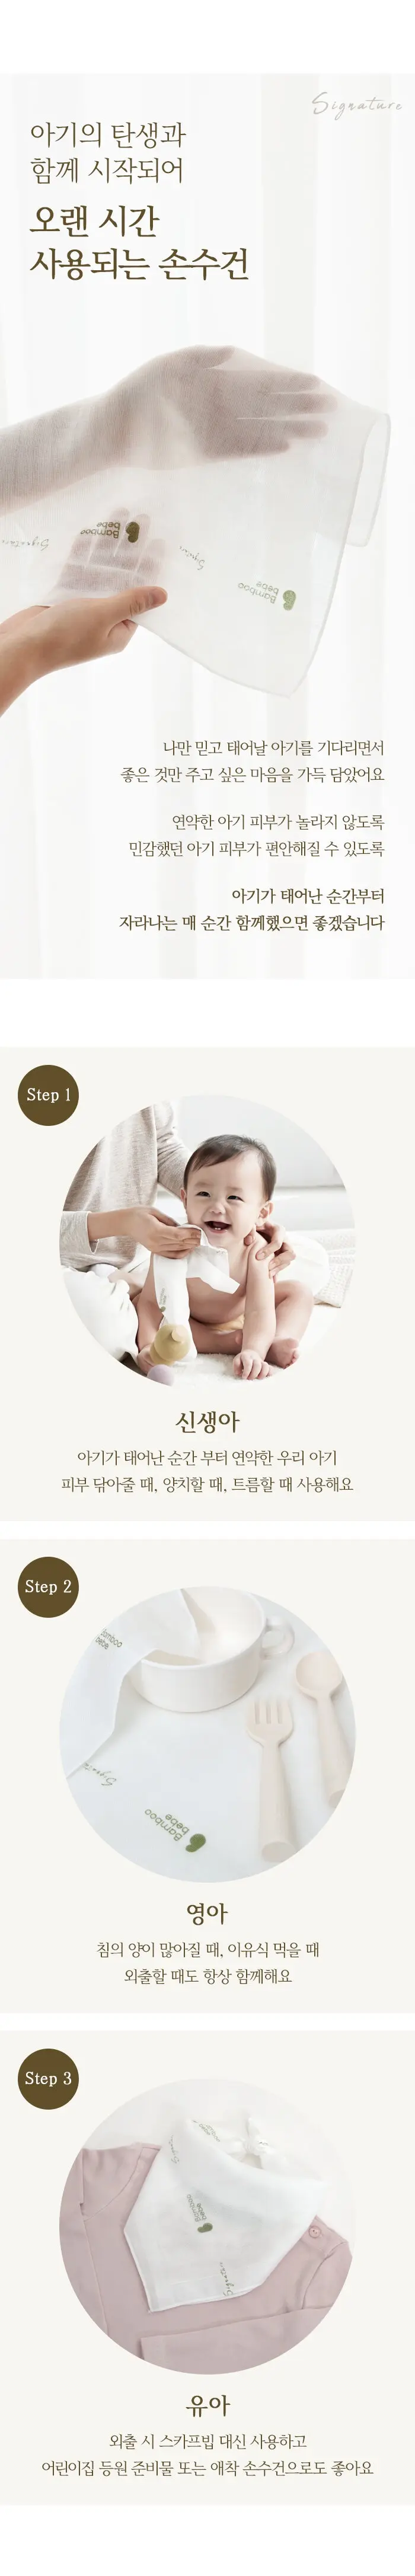 Signature
아기의 탄생과
함께 시작되어
오랜 시간
사용되는 손수건
Bamboo
bebe
Signature
Bamboo
bebe
나만 믿고 태어날 아기를 기다리면서
좋은 것만 주고 싶은 마음을 가득 담았어요
연약한 아기 피부가 놀라지 않도록
민감했던 아기 피부가 편안해질 수 있도록
아기가 태어난 순간부터
자라나는 매 순간 함께했으면 좋겠습니다
Step 1
신생아
아기가 태어난 순간 부터 연약한 우리 아기
피부 닦아줄 때, 양치할 때, 트름할 때 사용해요
Step 2
Bamboo
bebe
Signature
Bamboo
bebe
영아
침의 양이 많아질 때, 이유식 먹을 때
외출할 때도 항상 함께해요
Step 3
Bamboo
bebe
유아
외출 시 스카프빕 대신 사용하고
어린이집 등원 준비물 또는 애착 손수건으로도 좋아요